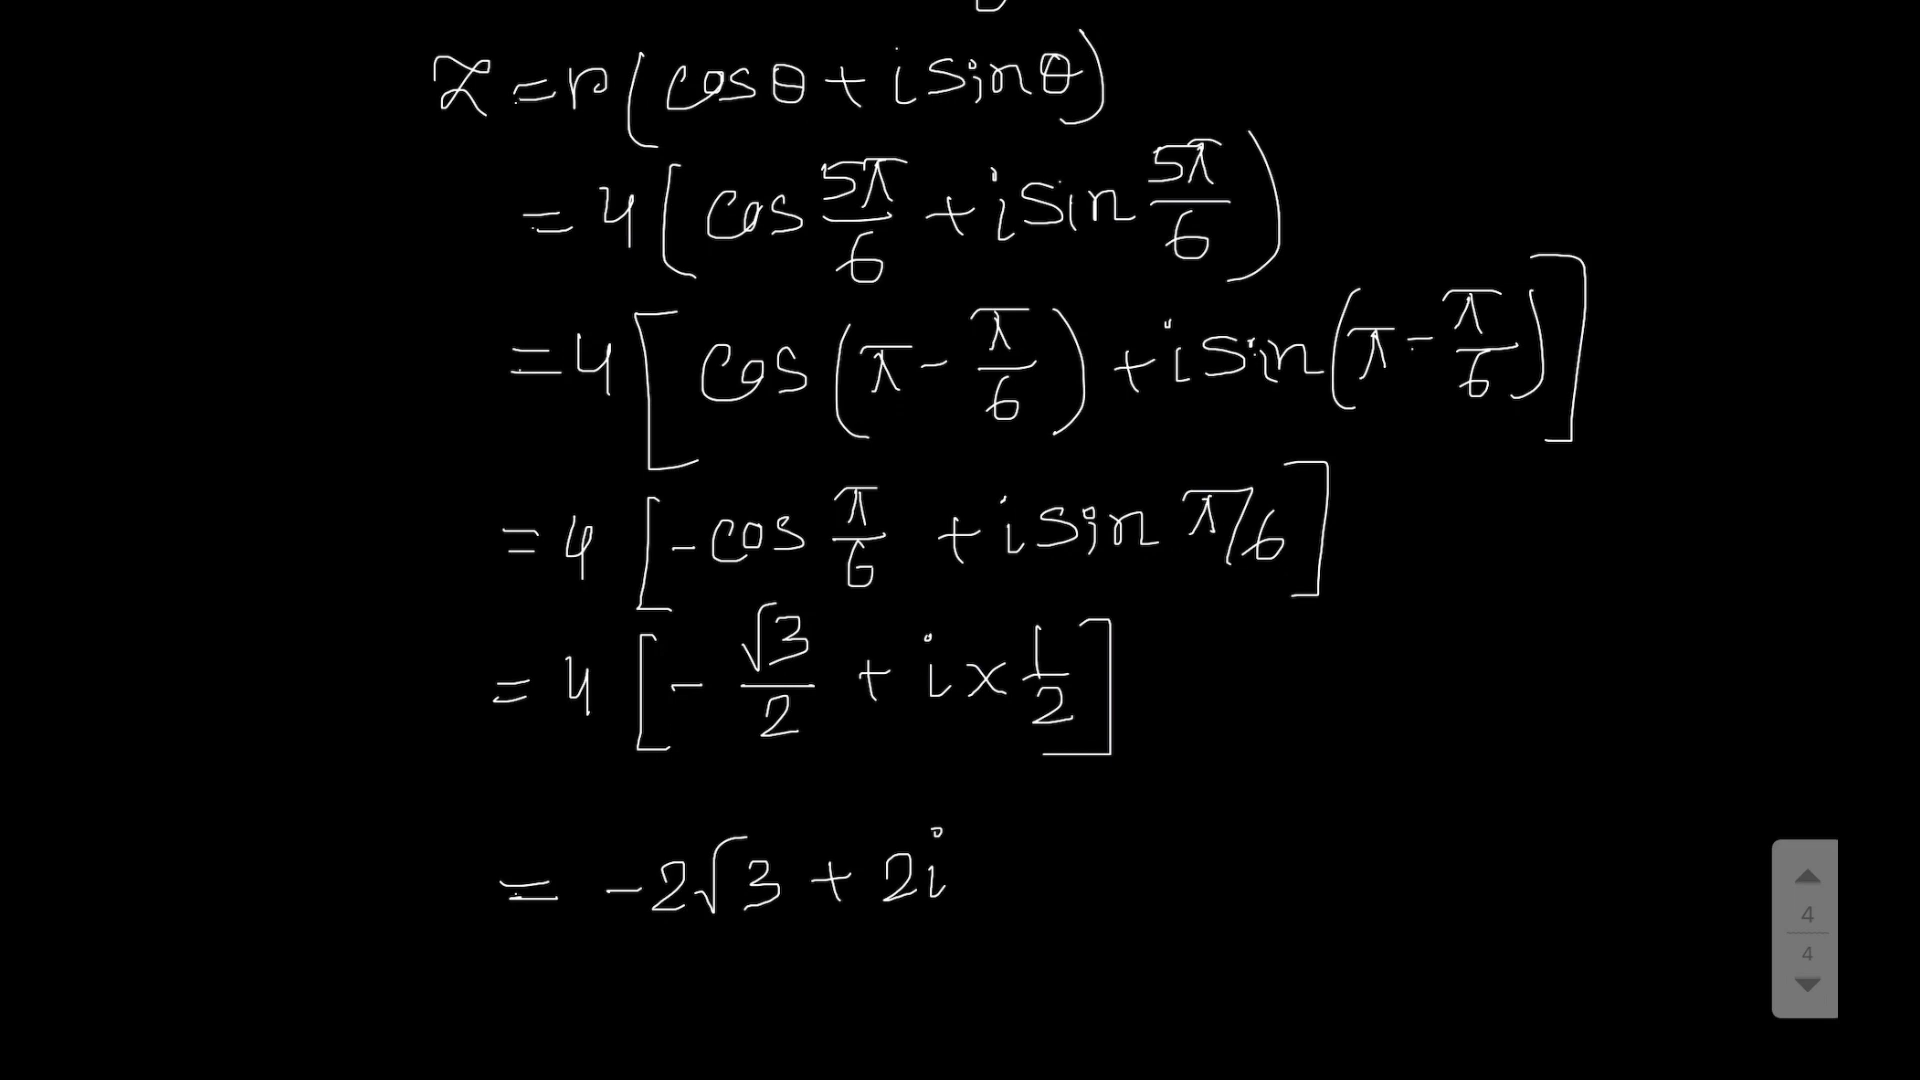 z = r(cosθ + i sinθ)
= 4(cos 5π/6 + i sin 5π/6)
= 4[cos(π - π/6) + i sin(π - π/6)]
= 4[-cos π/6 + i sin π/6]
= 4[-√3/2 + i × 1/2]
= -2√3 + 2i
4
4